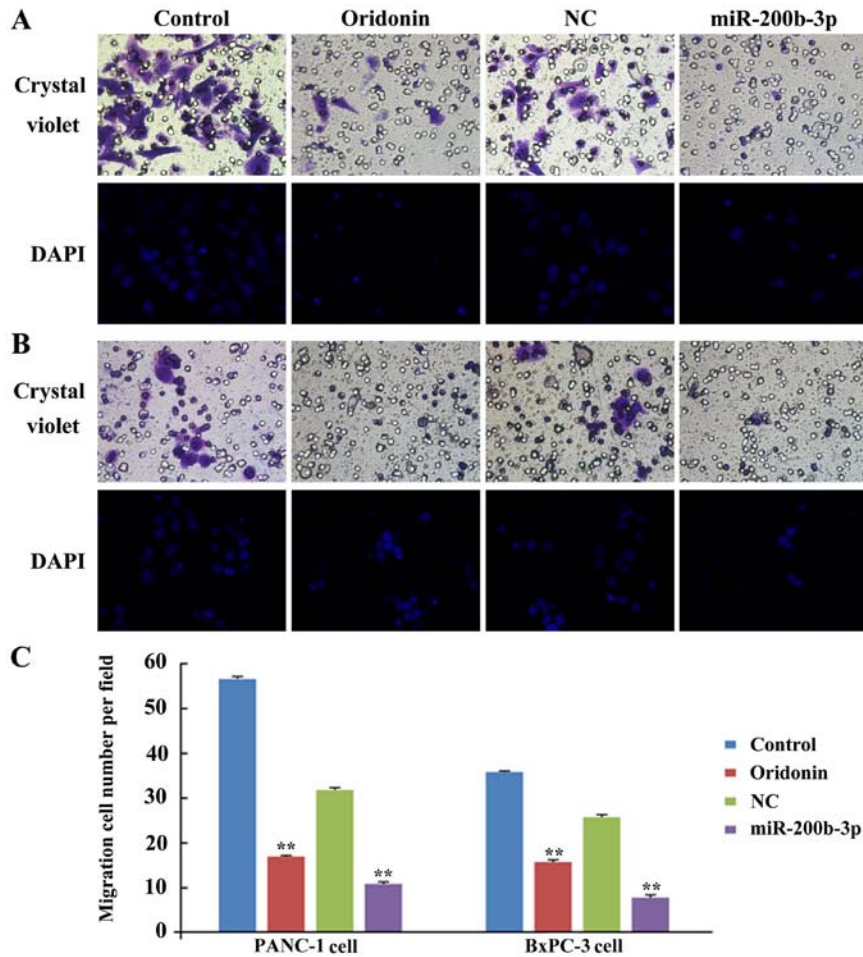 A
Control
Oridonin
NC
miR-200b-3p
Crystal
violet
DAPI
B
Crystal
violet
DAPI
C
Migration cell number per field
60
50
40
30
20
10
0
**
**
**
**
PANC-1 cell
BxPC-3 cell
Control
Oridonin
NC
miR-200b-3p